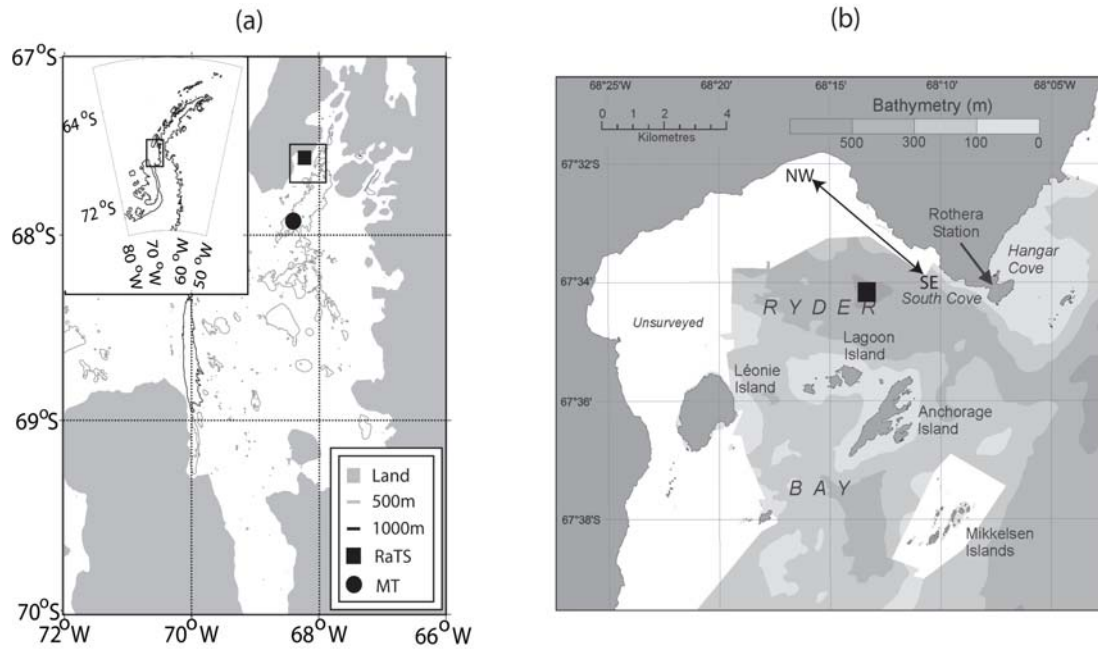 (a)
67°S
68°S
69°S
70°S
72°W
70°W
68°W
66°W
64°S
72°S
80°W
70°W
60°W
50°W
Land
500m
1000m
RaTS
MT
(b)
68°25W
68°20'W
68°15'W
68°10'W
68°05'W
0
2
4
Kilometres
Bathymetry (m)
500
300
100
0
67°32'S
67°34'S
67°36'S
67°38'S
NW
SE
Rothera
Station
Hangar
Cove
South Cove
RYDER
Unsurveyed
Lagoon
Island
Léonie
Island
Anchorage
Island
BAY
Mikkelsen
Islands